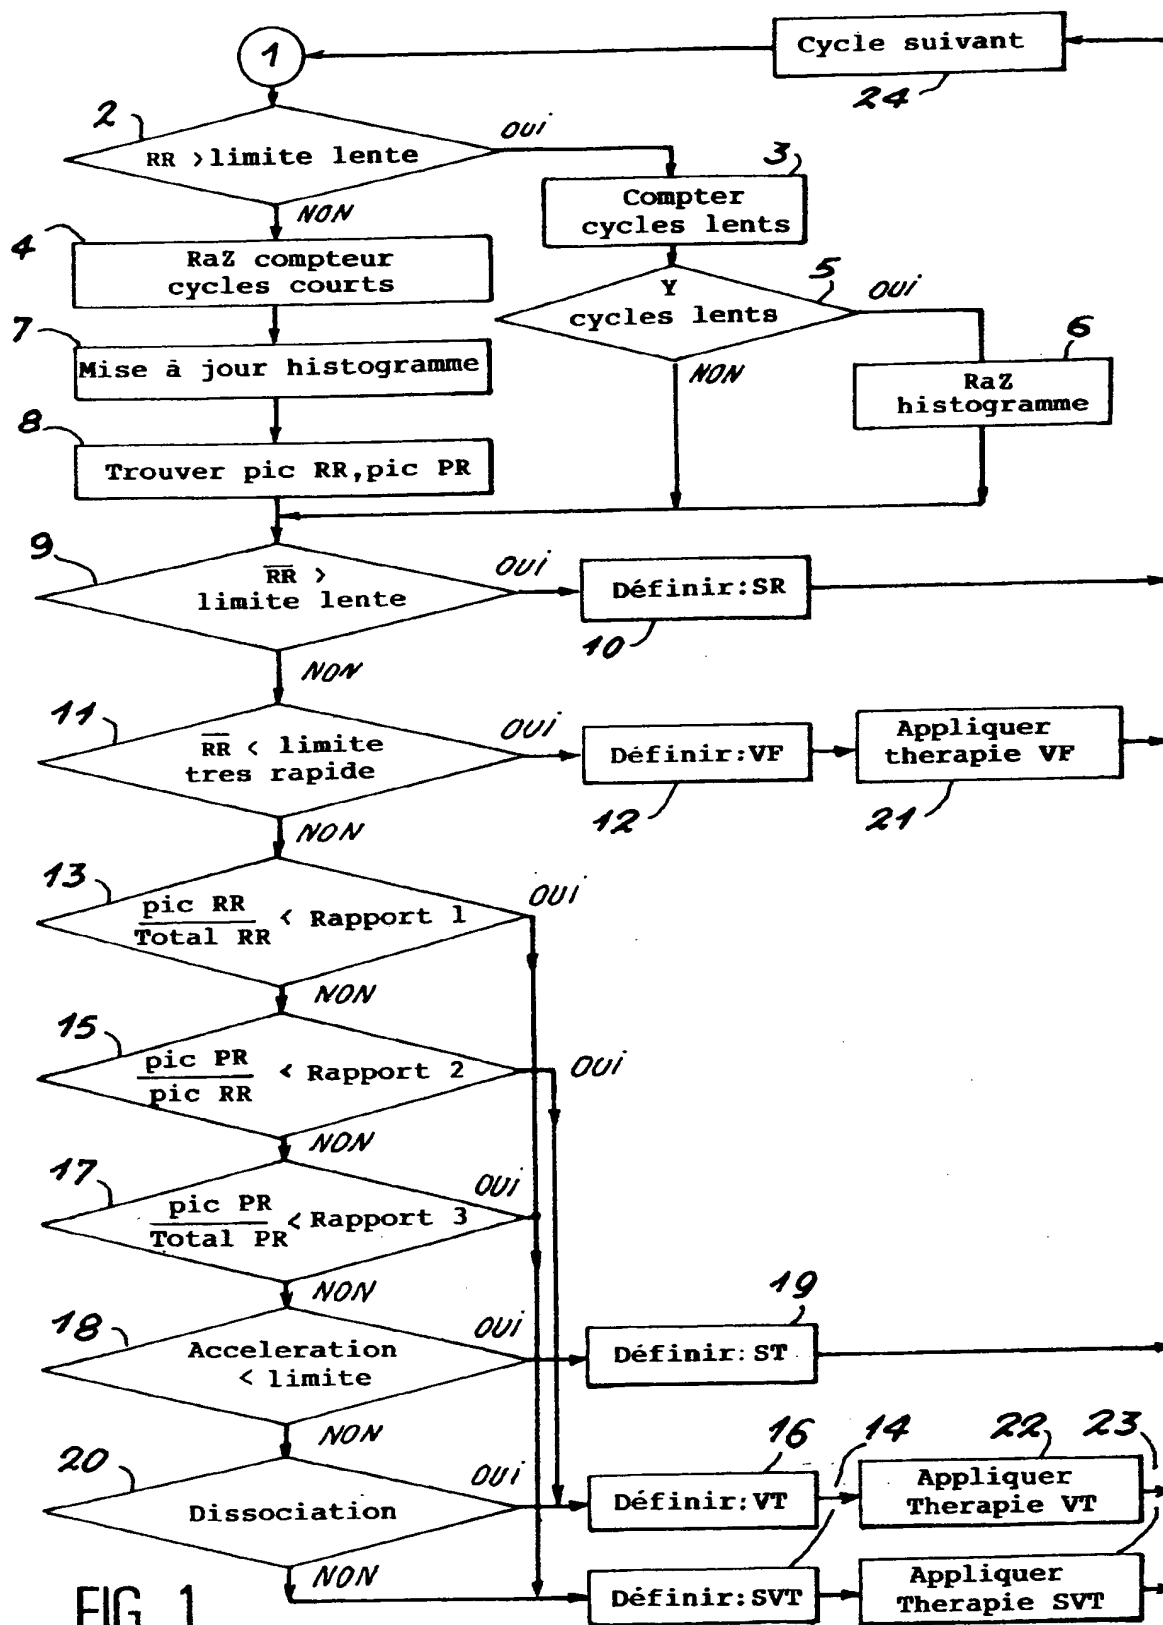 1
Cycle suivant
24
2
RR > limite lente
oui
3
Compter
cycles lents
NON
4
RaZ compteur
cycles courts
Y
cycles lents
5
oui
7
Mise à jour histogramme
NON
6
RaZ
histogramme
8
Trouver pic RR, pic PR
9
RR >
limite lente
oui
Définir:SR
10
NON
11
RR < limite
tres rapide
oui
Définir:VF
12
Appliquer
therapie VF
21
NON
13
pic RR
Total RR
< Rapport 1
oui
NON
15
pic PR
pic RR
< Rapport 2
oui
NON
17
pic PR
Total PR
< Rapport 3
oui
NON
18
Acceleration
< limite
oui
19
Définir: ST
NON
20
Dissociation
oui
16
Définir:VT
14
22
Appliquer
Therapie VT
23
NON
Définir:SVT
Appliquer
Therapie SVT
FIG. 1